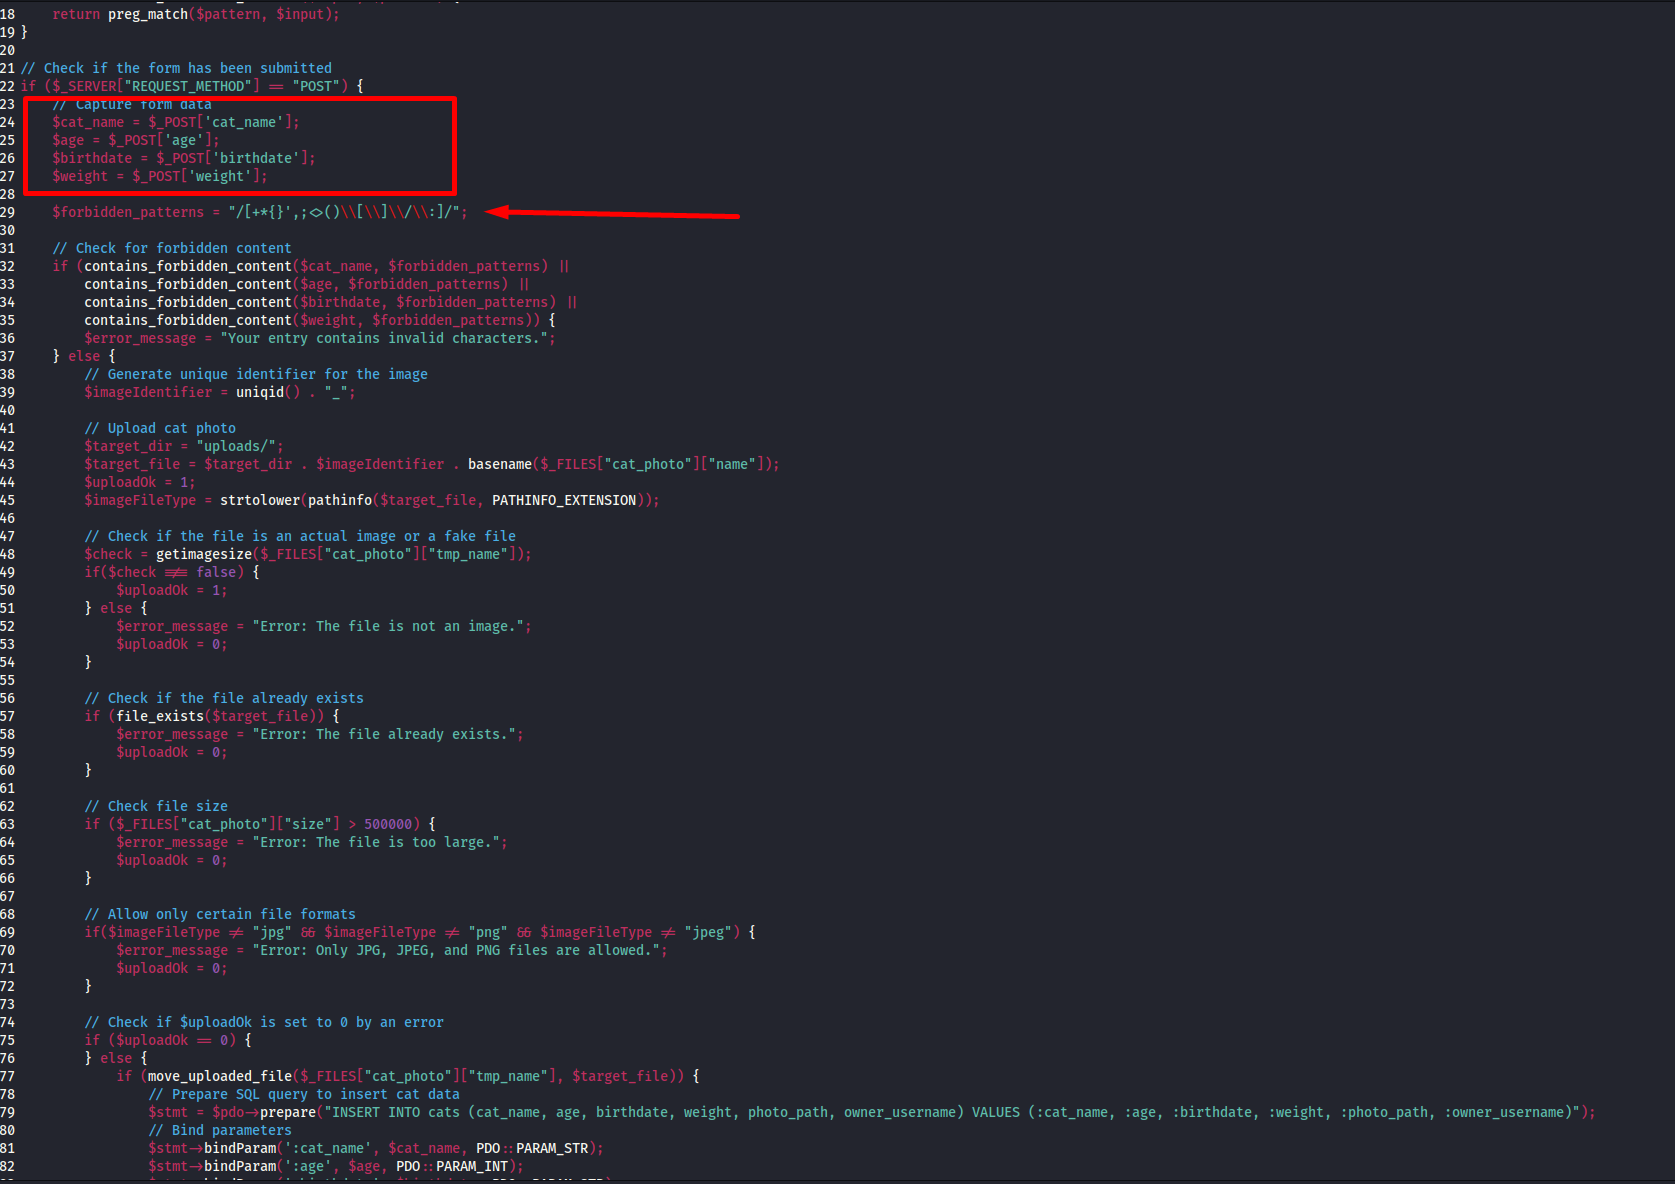 18 return preg_match($pattern, $input);
19 }
20
21 // Check if the form has been submitted
22 if ($_SERVER["REQUEST_METHOD"] == "POST") {
23 // Capture form data
24 $cat_name = $_POST['cat_name'];
25 $age = $_POST['age'];
26 $birthdate = $_POST['birthdate'];
27 $weight = $_POST['weight'];
28
29 $forbidden_patterns = "/[+*{}',;<>()\\[\\]\\/\\:]/";
30
31 // Check for forbidden content
32 if (contains_forbidden_content($cat_name, $forbidden_patterns) ||
33 contains_forbidden_content($age, $forbidden_patterns) ||
34 contains_forbidden_content($birthdate, $forbidden_patterns) ||
35 contains_forbidden_content($weight, $forbidden_patterns)) {
36 $error_message = "Your entry contains invalid characters.";
37 } else {
38 // Generate unique identifier for the image
39 $imageIdentifier = uniqid() . "_";
40
41 // Upload cat photo
42 $target_dir = "uploads/";
43 $target_file = $target_dir . $imageIdentifier . basename($_FILES["cat_photo"]["name"]);
44 $uploadOk = 1;
45 $imageFileType = strtolower(pathinfo($target_file, PATHINFO_EXTENSION));
46
47 // Check if the file is an actual image or a fake file
48 $check = getimagesize($_FILES["cat_photo"]["tmp_name"]);
49 if($check !== false) {
50 $uploadOk = 1;
51 } else {
52 $error_message = "Error: The file is not an image.";
53 $uploadOk = 0;
54 }
55
56 // Check if the file already exists
57 if (file_exists($target_file)) {
58 $error_message = "Error: The file already exists.";
59 $uploadOk = 0;
60 }
61
62 // Check file size
63 if ($_FILES["cat_photo"]["size"] > 500000) {
64 $error_message = "Error: The file is too large.";
65 $uploadOk = 0;
66 }
67
68 // Allow only certain file formats
69 if($imageFileType != "jpg" && $imageFileType != "png" && $imageFileType != "jpeg") {
70 $error_message = "Error: Only JPG, JPEG, and PNG files are allowed.";
71 $uploadOk = 0;
72 }
73
74 // Check if $uploadOk is set to 0 by an error
75 if ($uploadOk == 0) {
76 } else {
77 if (move_uploaded_file($_FILES["cat_photo"]["tmp_name"], $target_file)) {
78 // Prepare SQL query to insert cat data
79 $stmt = $pdo->prepare("INSERT INTO cats (cat_name, age, birthdate, weight, photo_path, owner_username) VALUES (:cat_name, :age, :birthdate, :weight, :photo_path, :owner_username)");
80 // Bind parameters
81 $stmt->bindParam(':cat_name', $cat_name, PDO::PARAM_STR);
82 $stmt->bindParam(':age', $age, PDO::PARAM_INT);